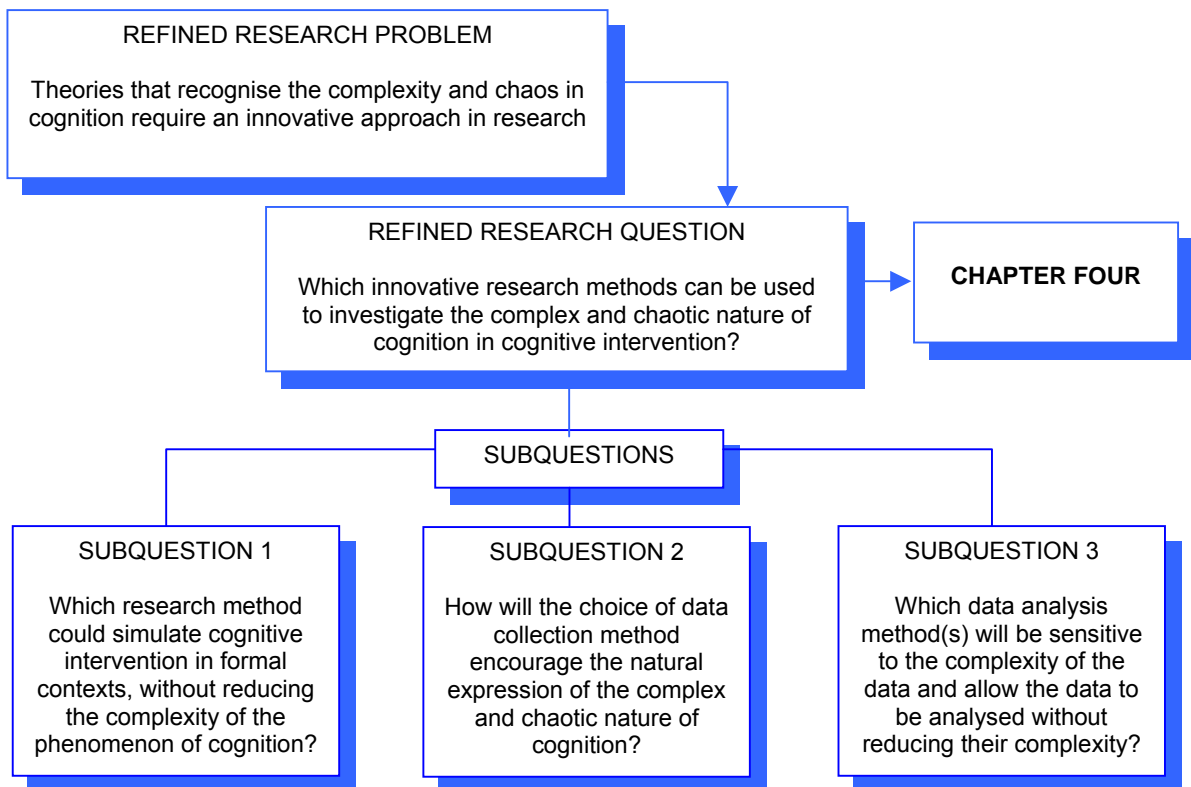 REFINED RESEARCH PROBLEM
Theories that recognise the complexity and chaos in
cognition require an innovative approach in research
REFINED RESEARCH QUESTION
Which innovative research methods can be used
to investigate the complex and chaotic nature of
cognition in cognitive intervention?
CHAPTER FOUR
SUBQUESTIONS
SUBQUESTION 1
Which research method
could simulate cognitive
intervention in formal
contexts, without reducing
the complexity of the
phenomenon of cognition?
SUBQUESTION 2
How will the choice of data
collection method
encourage the natural
expression of the complex
and chaotic nature of
cognition?
SUBQUESTION 3
Which data analysis
method(s) will be sensitive
to the complexity of the
data and allow the data to
be analysed without
reducing their complexity?